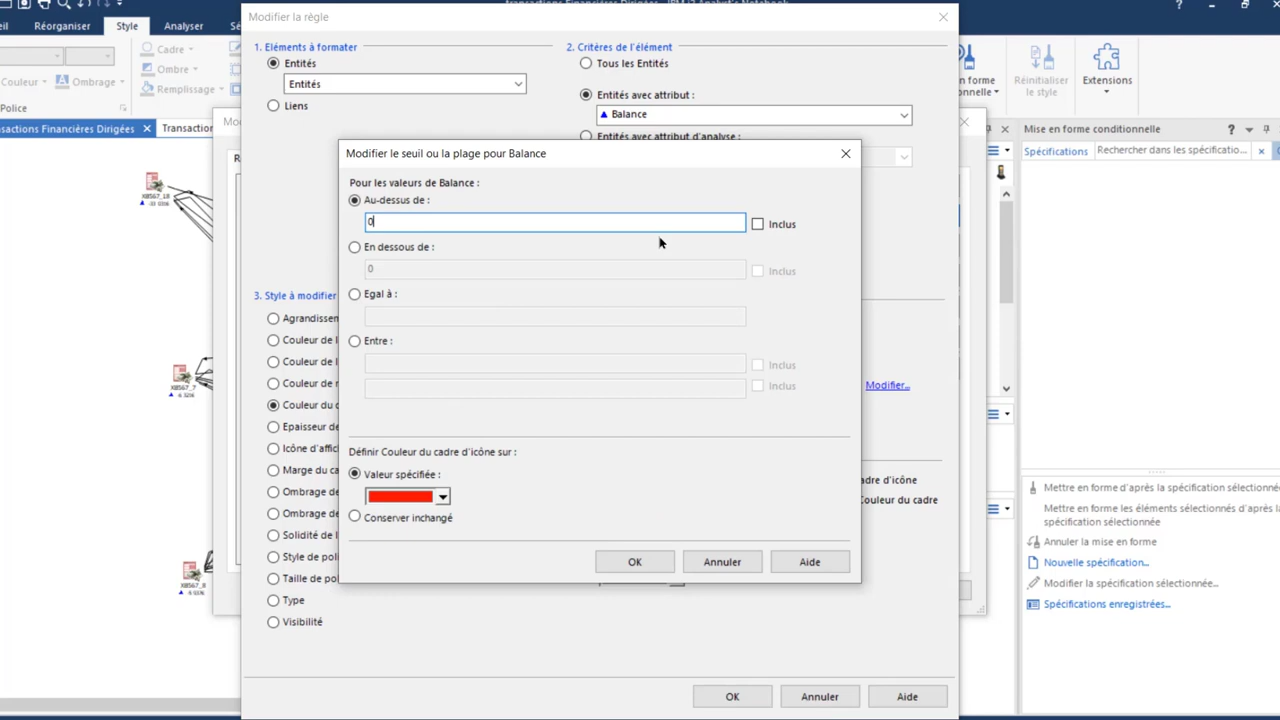 Réorganiser
Style
Analyser
Cadre
Ombre
Remplissage
Couleur
Ombrage
Police
en forme
Réinitialiser
le style
Extensions
sactions Financières Dirigées
Transaction
Modifier la règle
1. Eléments à formater
Entités
Entités
Liens
2. Critères de l'élément
Tous les Entités
Entités avec attribut :
Balance
Entités avec attribut d'analyse :
3. Style à modifier
Agrandissem
Couleur de l
Couleur de l
Couleur de r
Couleur du c
Epaisseur de
Icône d'affic
Marge du ca
Ombrage de
Ombrage de
Solidité de l
Style de poli
Taille de pol
Type
Visibilité
Modifier...
adre d'icône
Couleur du cadre
OK
Annuler
Aide
Modifier le seuil ou la plage pour Balance
Pour les valeurs de Balance :
Au-dessus de :
0
Inclus
En dessous de :
0
Inclus
Egal à :
Entre :
Inclus
Inclus
Définir Couleur du cadre d'icône sur :
Valeur spécifiée :
Conserver inchangé
OK
Annuler
Aide
Mise en forme conditionnelle
Spécifications
Rechercher dans les spécificatio...
Mettre en forme d'après la spécification sélectionnée
Mettre en forme les éléments sélectionnés d'après la
spécification sélectionnée
Annuler la mise en forme
Nouvelle spécification...
Modifier la spécification sélectionnée...
Spécifications enregistrées...